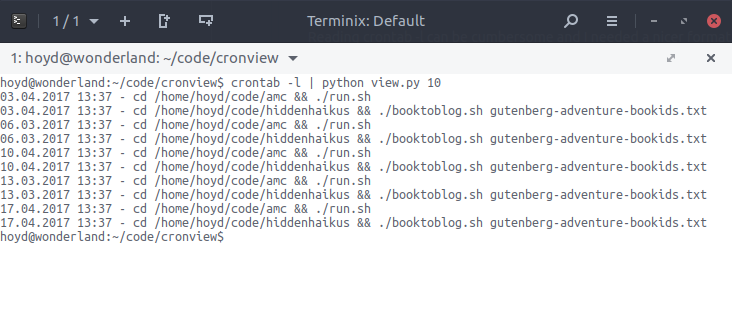 1 / 1
Terminix: Default
1: hoyd@wonderland: ~/code/cronview
hoyd@wonderland:~/code/cronview$ crontab -l | python view.py 10
03.04.2017 13:37 - cd /home/hoyd/code/amc && ./run.sh
03.04.2017 13:37 - cd /home/hoyd/code/hiddenhaikus && ./booktoblog.sh gutenberg-adventure-bookids.txt
06.03.2017 13:37 - cd /home/hoyd/code/amc && ./run.sh
06.03.2017 13:37 - cd /home/hoyd/code/hiddenhaikus && ./booktoblog.sh gutenberg-adventure-bookids.txt
10.04.2017 13:37 - cd /home/hoyd/code/amc && ./run.sh
10.04.2017 13:37 - cd /home/hoyd/code/hiddenhaikus && ./booktoblog.sh gutenberg-adventure-bookids.txt
13.03.2017 13:37 - cd /home/hoyd/code/amc && ./run.sh
13.03.2017 13:37 - cd /home/hoyd/code/hiddenhaikus && ./booktoblog.sh gutenberg-adventure-bookids.txt
17.04.2017 13:37 - cd /home/hoyd/code/amc && ./run.sh
17.04.2017 13:37 - cd /home/hoyd/code/hiddenhaikus && ./booktoblog.sh gutenberg-adventure-bookids.txt
hoyd@wonderland:~/code/cronview$